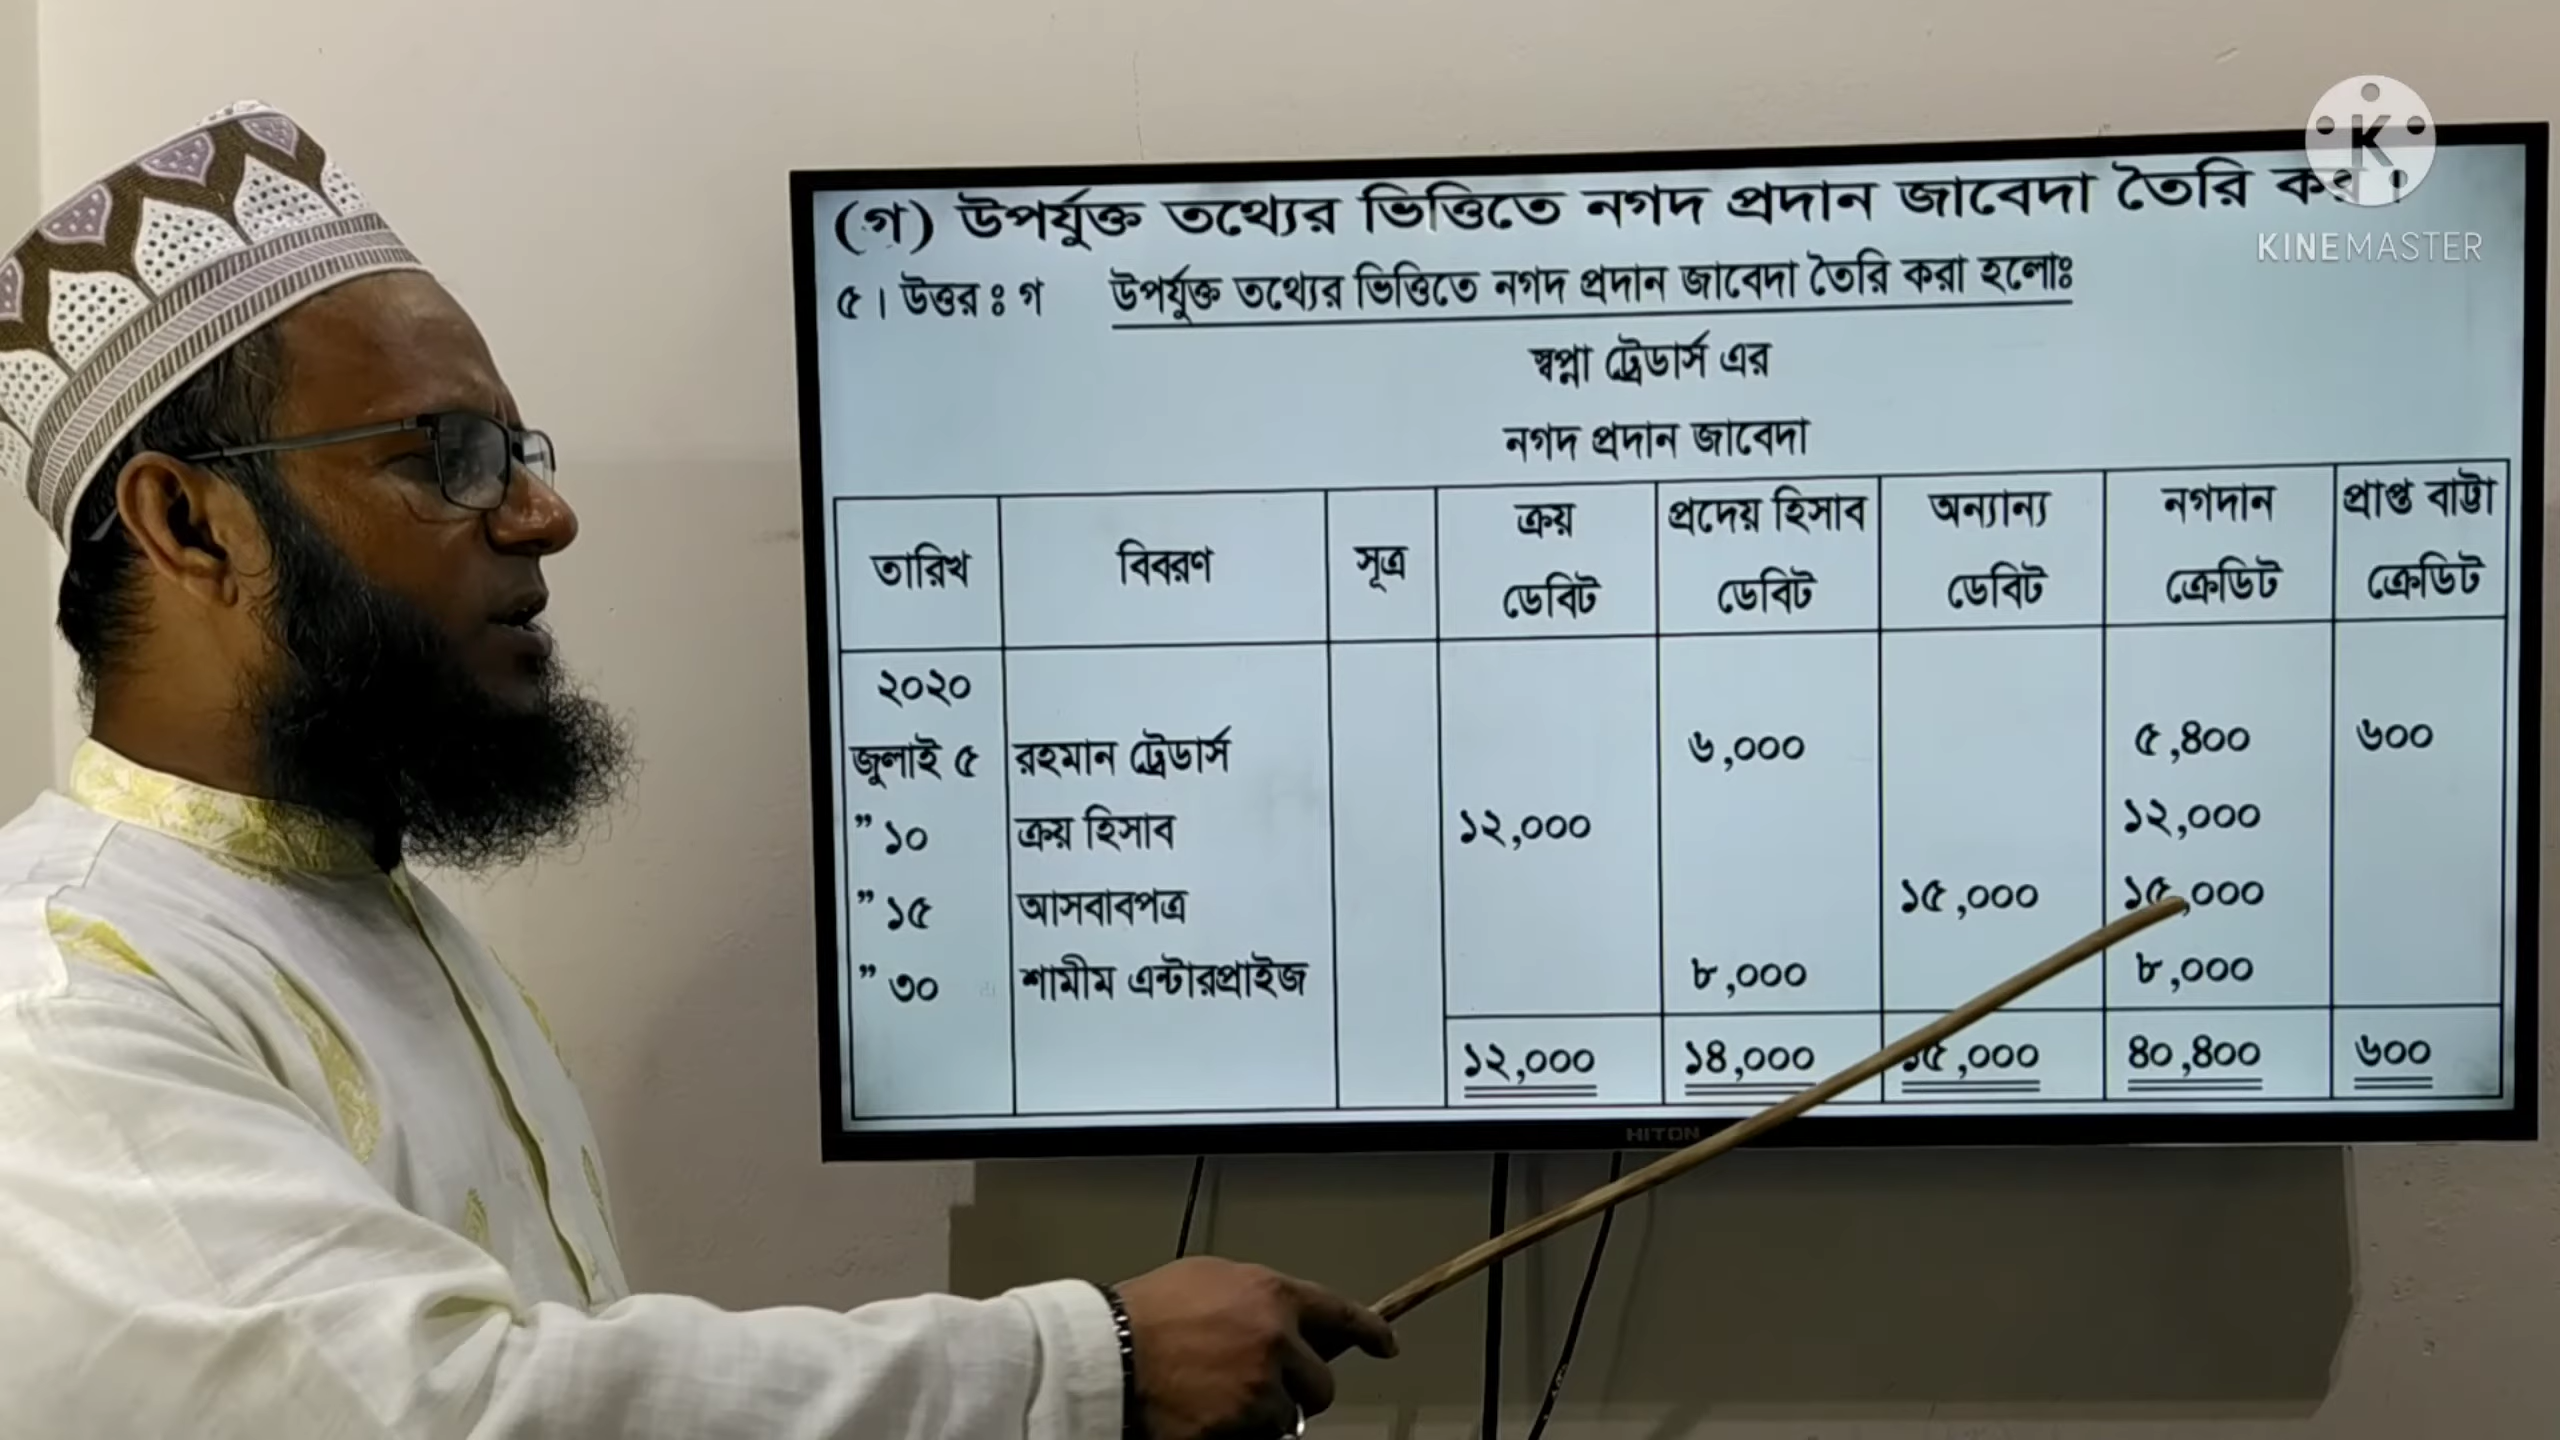 (গ) উপর্যুক্ত তথ্যের ভিত্তিতে নগদ প্রদান জাবেদা তৈরি কর।
৫। উত্তর ঃ গ উপর্যুক্ত তথ্যের ভিত্তিতে নগদ প্রদান জাবেদা তৈরি করা হলোঃ
স্বপ্না ট্রেডার্স এর
নগদ প্রদান জাবেদা
তারিখ বিবরণ সূত্র ক্রয় ডেবিট প্রদেয় হিসাব ডেবিট অন্যান্য ডেবিট নগদান ক্রেডিট প্রাপ্ত বাট্টা ক্রেডিট
২০২০
জুলাই ৫ রহমান ট্রেডার্স ৬,০০০ ৫,৪০০ ৬০০
” ১০ ক্রয় হিসাব ১২,০০০ ১২,০০০
” ১৫ আসবাবপত্র ১৫,০০০ ১৫,০০০
” ৩০ শামীম এন্টারপ্রাইজ ৮,০০০ ৮,০০০
১২,০০০ ১৪,০০০ ১৫,০০০ ৪০,৪০০ ৬০০
HITON
K
KINEMASTER